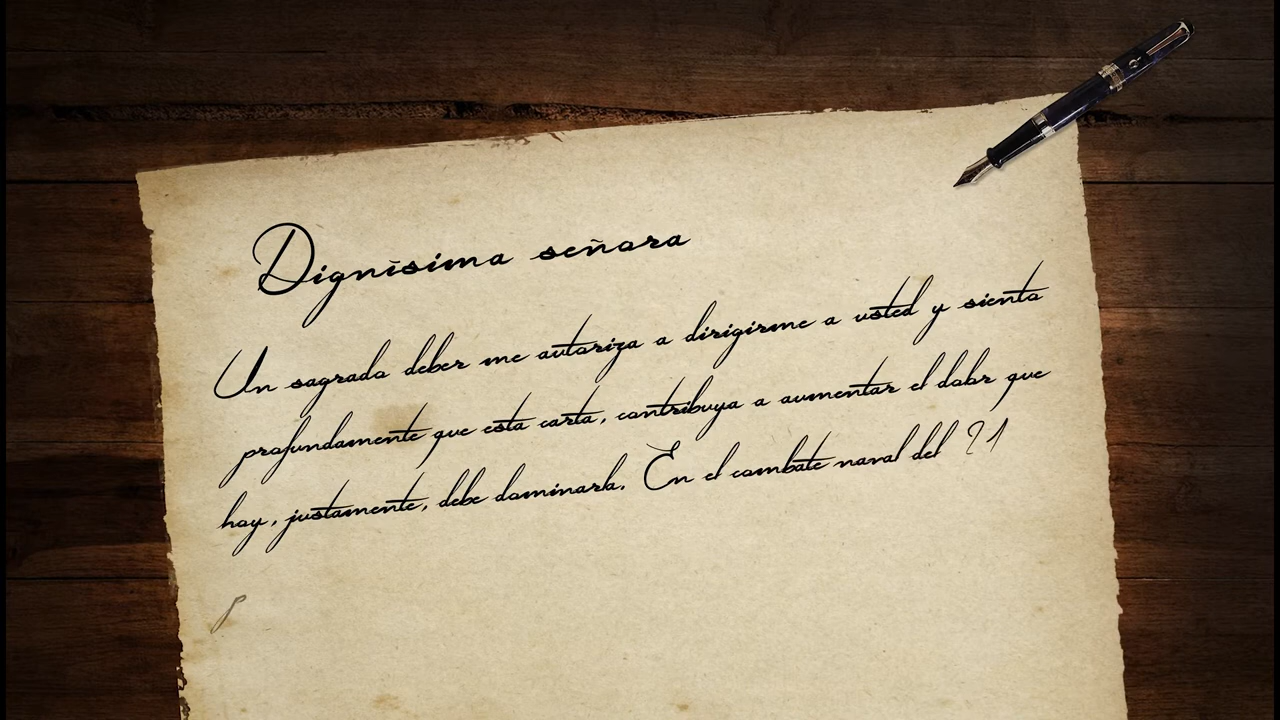 Dignísima señora
Un sagrado deber me autoriza a dirigirme a usted y siento
profundamente que esta carta, contribuya a aumentar el dolor que
hoy, justamente, debe dominarla. En el combate naval del 21
p